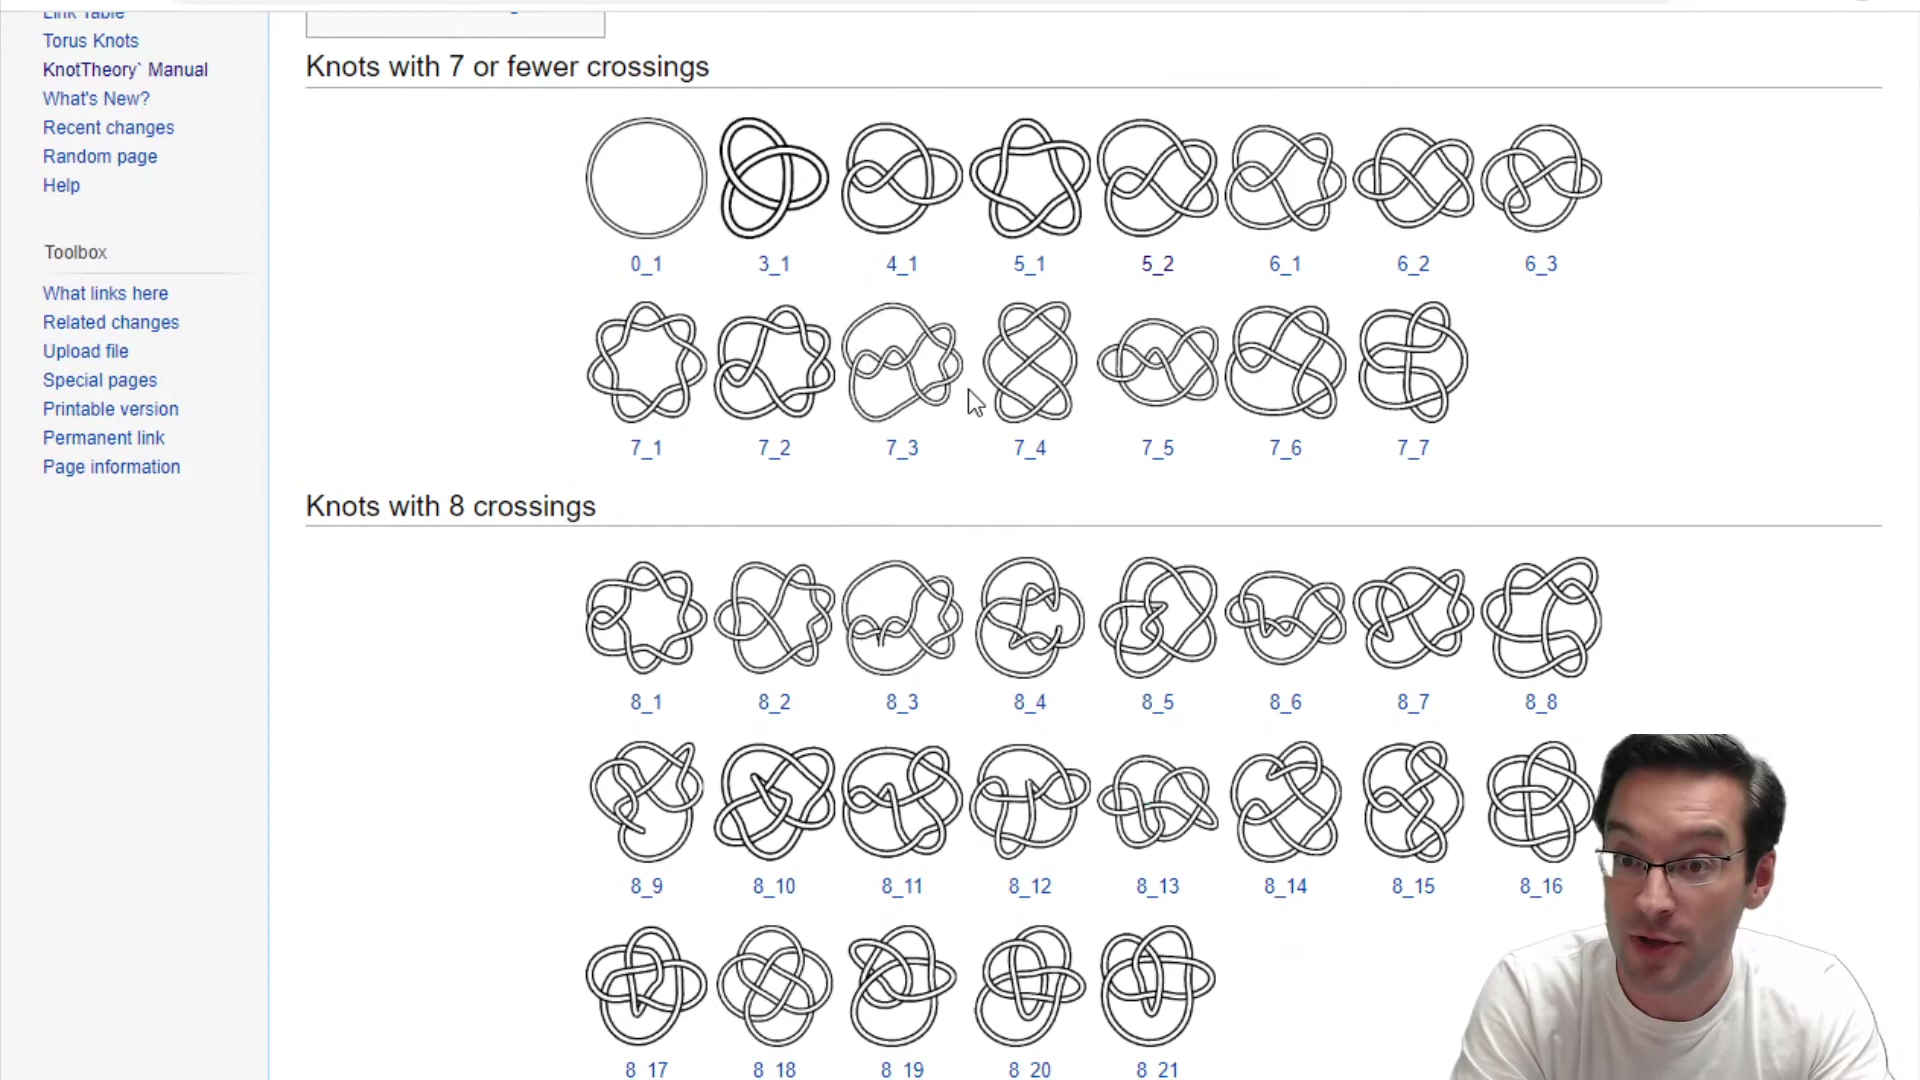 Link Table
Torus Knots
KnotTheory` Manual
What's New?
Recent changes
Random page
Help
Toolbox
What links here
Related changes
Upload file
Special pages
Printable version
Permanent link
Page information
Knots with 7 or fewer crossings
0_1 3_1 4_1 5_1 5_2 6_1 6_2 6_3
7_1 7_2 7_3 7_4 7_5 7_6 7_7
Knots with 8 crossings
8_1 8_2 8_3 8_4 8_5 8_6 8_7 8_8
8_9 8_10 8_11 8_12 8_13 8_14 8_15 8_16
8_17 8_18 8_19 8_20 8_21